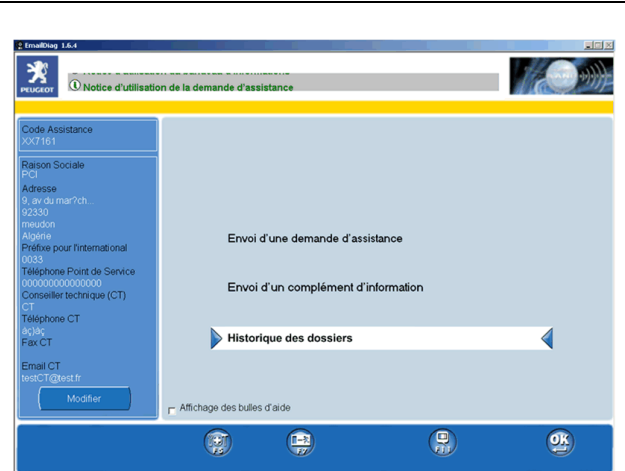 EmailDiag 1.6.4
PEUGEOT
Notice d'utilisation de la demande d'assistance
Code Assistance
XX7161
Raison Sociale
PCI
Adresse
9, av du mar?ch...
92330
meudon
Algérie
Préfixe pour l'international
0033
Téléphone Point de Service
000000000000000
Conseiller technique (CT)
CT
Téléphone CT
àç)àç
Fax CT
Email CT
testCT@test.fr
Modifier
Envoi d'une demande d'assistance
Envoi d'un complément d'information
Historique des dossiers
Affichage des bulles d'aide
F5
F7
F11
OK